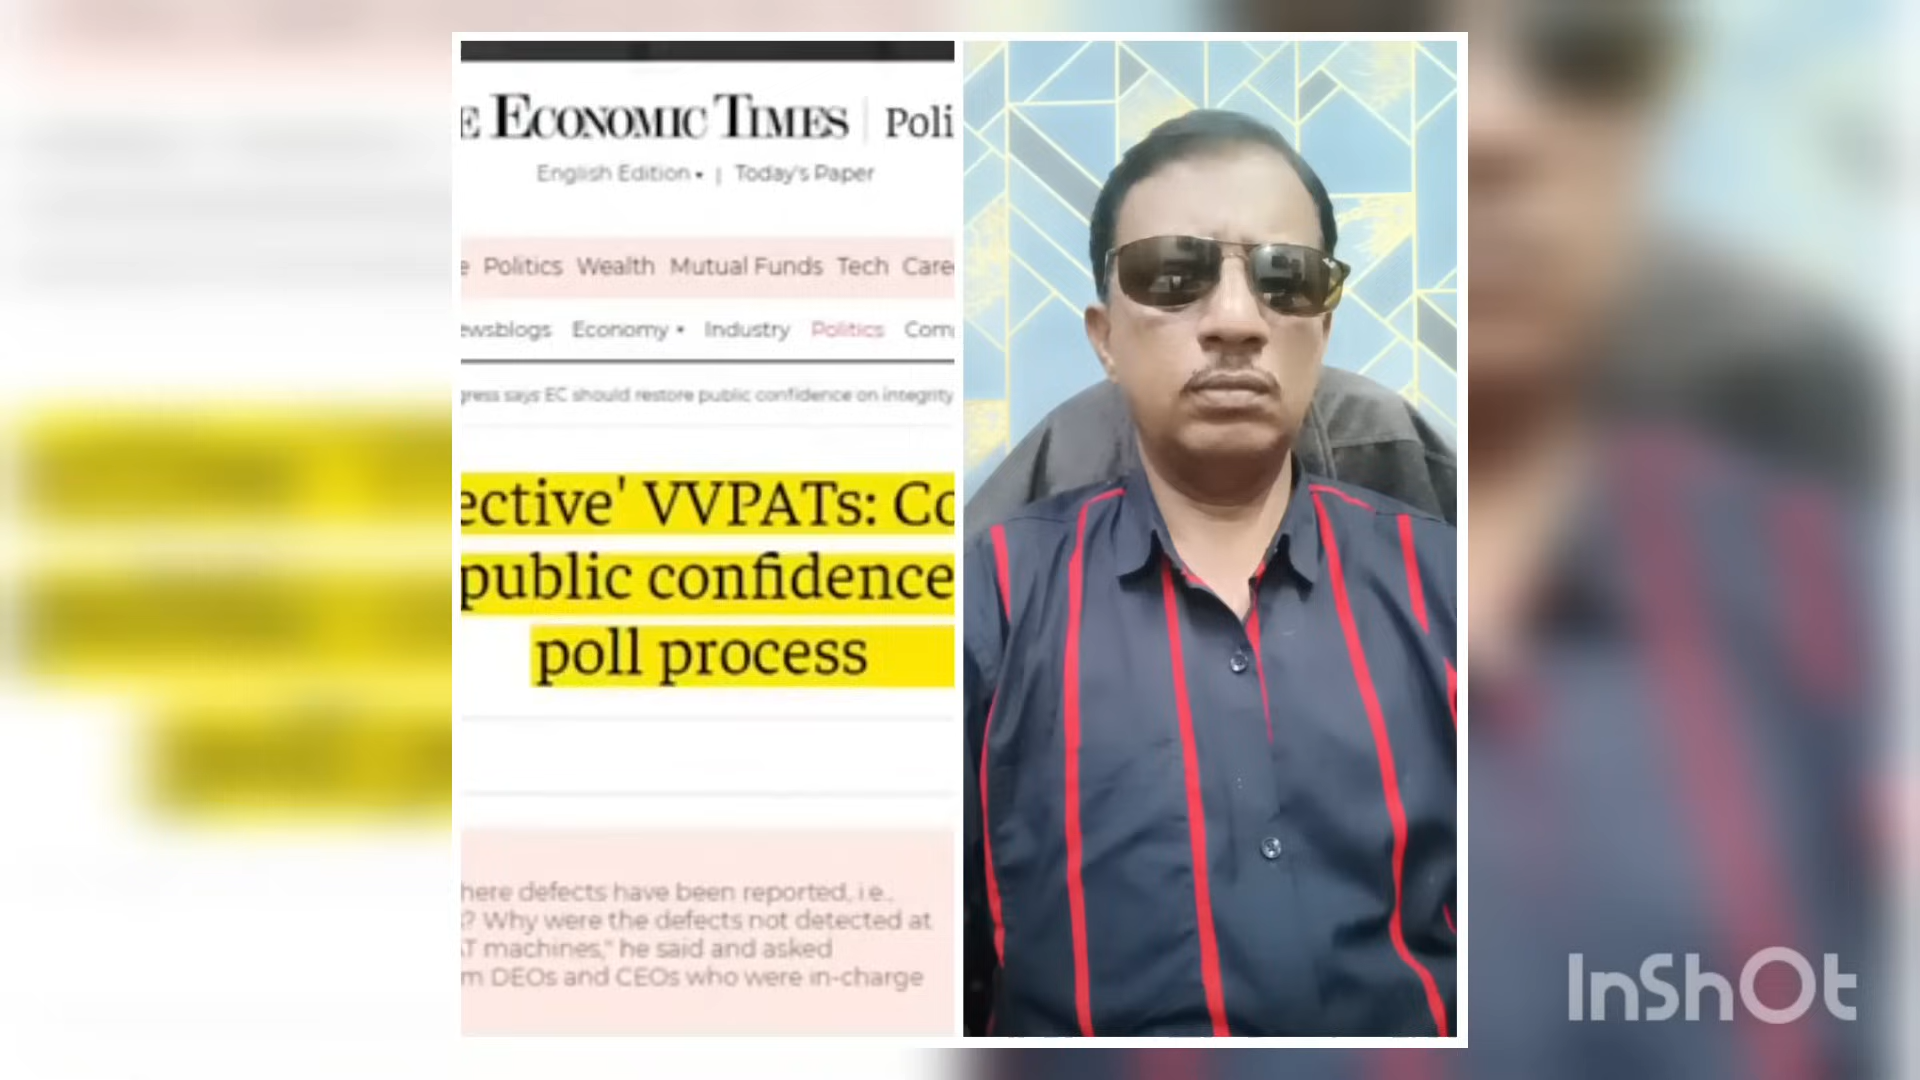 E ECONOMIC TIMES | Poli
English Edition | Today's Paper
e Politics Wealth Mutual Funds Tech Care
ewsblogs Economy Industry Politics Com
gress says EC should restore public confidence on integrity
ective' VVPATs: Co
public confidence
poll process
here defects have been reported, i.e.,
? Why were the defects not detected at
AT machines," he said and asked
m DEOs and CEOs who were in-charge
InShOt